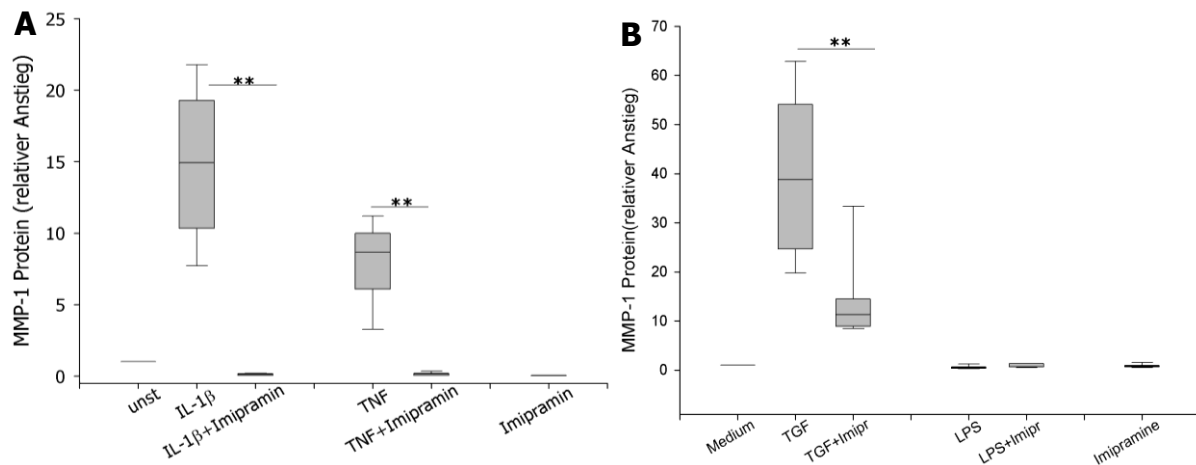 A
MMP-1 Protein (relativer Anstieg)
25
20
15
10
5
0
**
**
unst
IL-1β
IL-1β+Imipramin
TNF
TNF+Imipramin
Imipramin
B
MMP-1 Protein(relativer Anstieg)
70
60
50
40
30
20
10
0
**
Medium
TGF
TGF+Imipr
LPS
LPS+Imipr
Imipramine